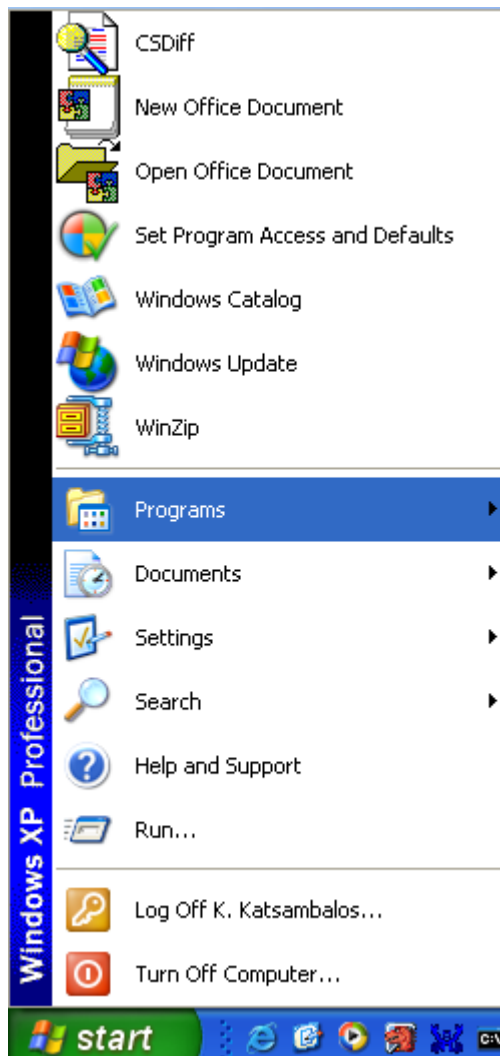 CSDiff
New Office Document
Open Office Document
Set Program Access and Defaults
Windows Catalog
Windows Update
WinZip
Programs
Documents
Settings
Search
Help and Support
Run...
Log Off K. Katsambalos...
Turn Off Computer...
Windows XP Professional
start